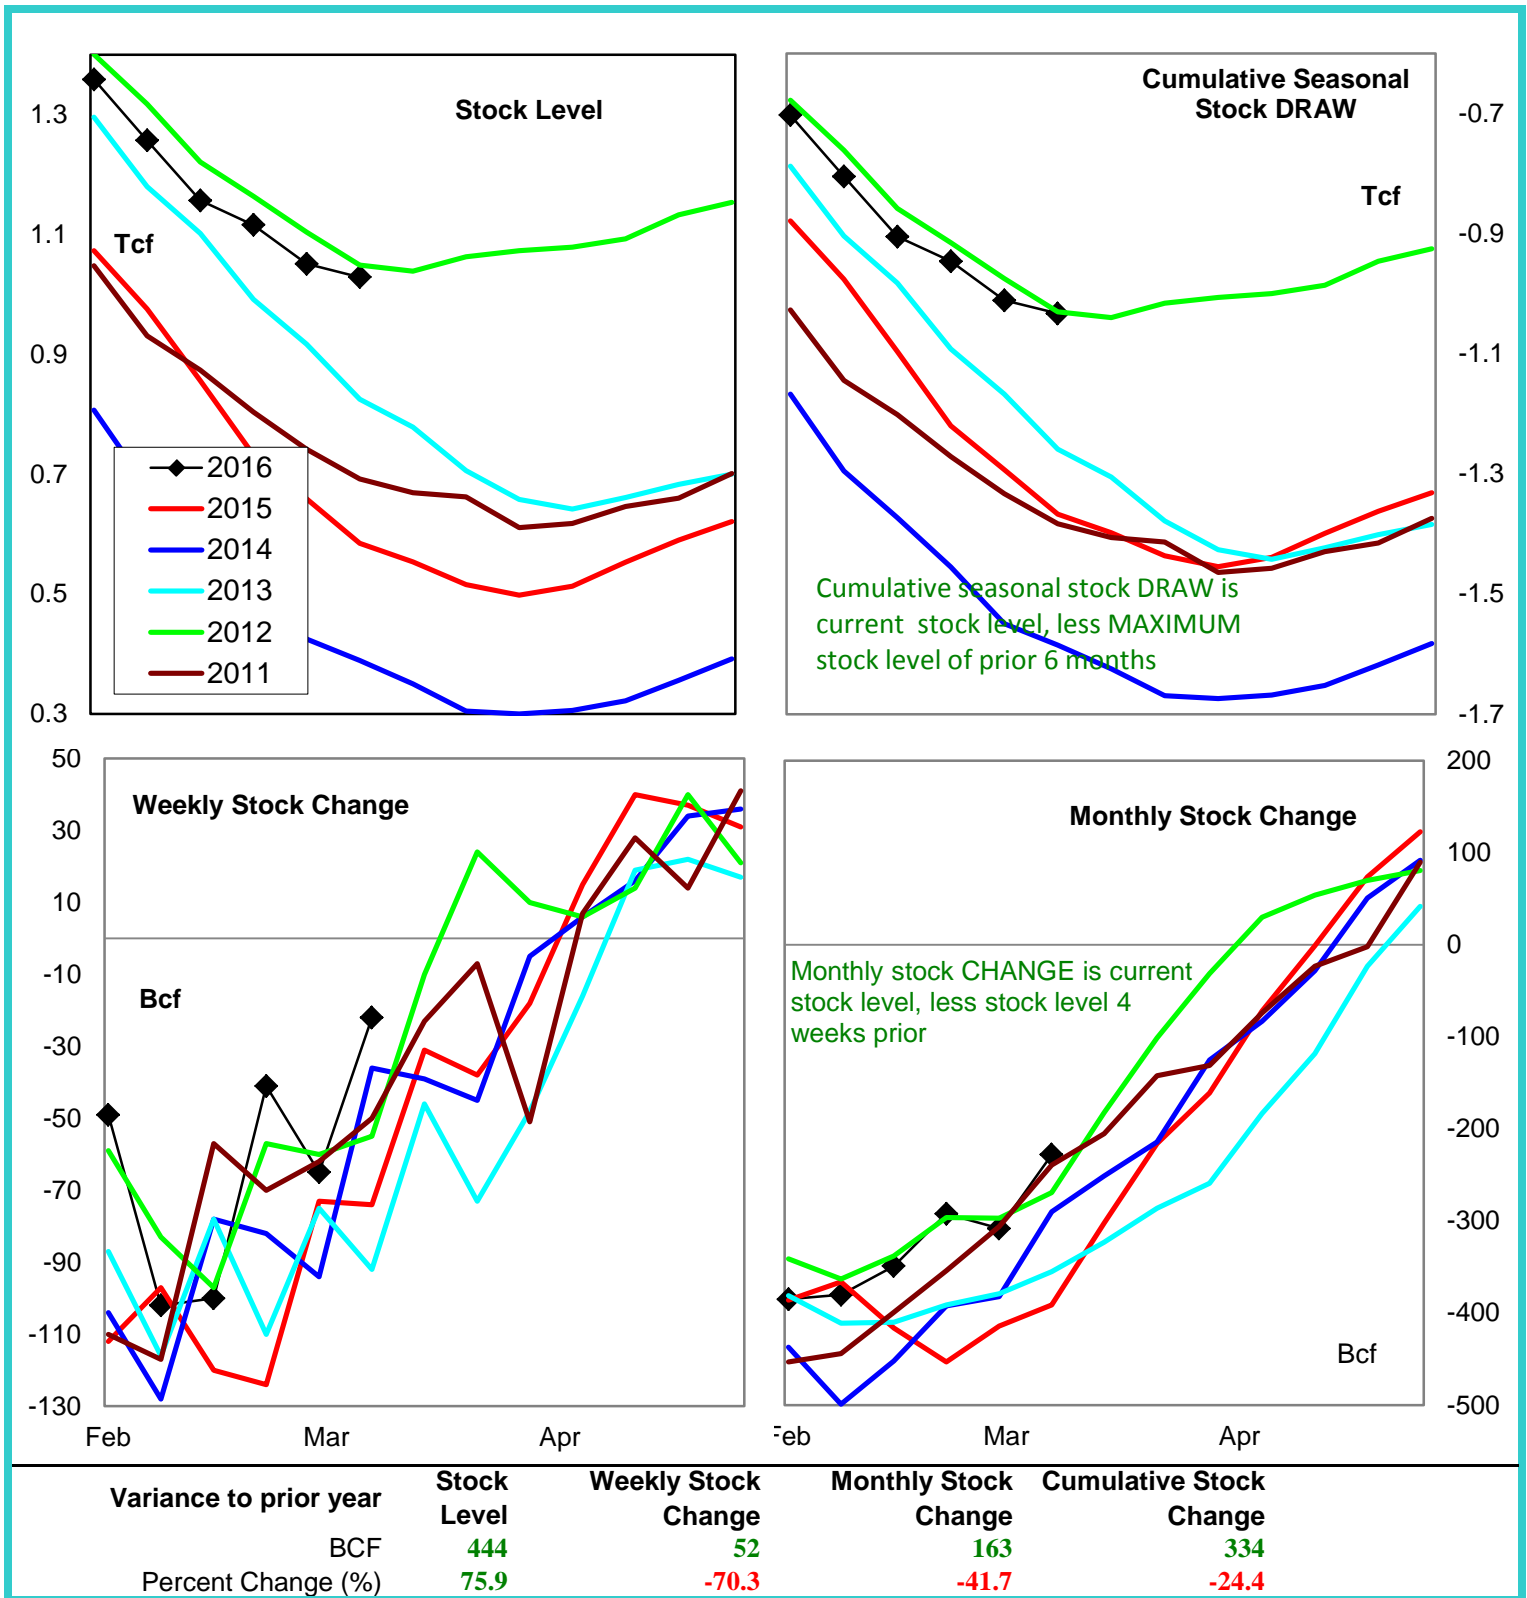 Stock Level
1.3
1.1
0.9
0.7
0.5
0.3
Tcf
2016
2015
2014
2013
2012
2011
Cumulative Seasonal
Stock DRAW
Tcf
-0.7
-0.9
-1.1
-1.3
-1.5
-1.7
Cumulative seasonal stock DRAW is
current stock level, less MAXIMUM
stock level of prior 6 months
Weekly Stock Change
50
30
10
-10
-30
-50
-70
-90
-110
-130
Bcf
Feb
Mar
Apr
Monthly Stock Change
200
100
0
-100
-200
-300
-400
-500
Monthly stock CHANGE is current
stock level, less stock level 4
weeks prior
Bcf
Feb
Mar
Apr
Variance to prior year
Stock
Level
Weekly Stock
Change
Monthly Stock
Change
Cumulative Stock
Change
BCF 444 52 163 334
Percent Change (%) 75.9 -70.3 -41.7 -24.4